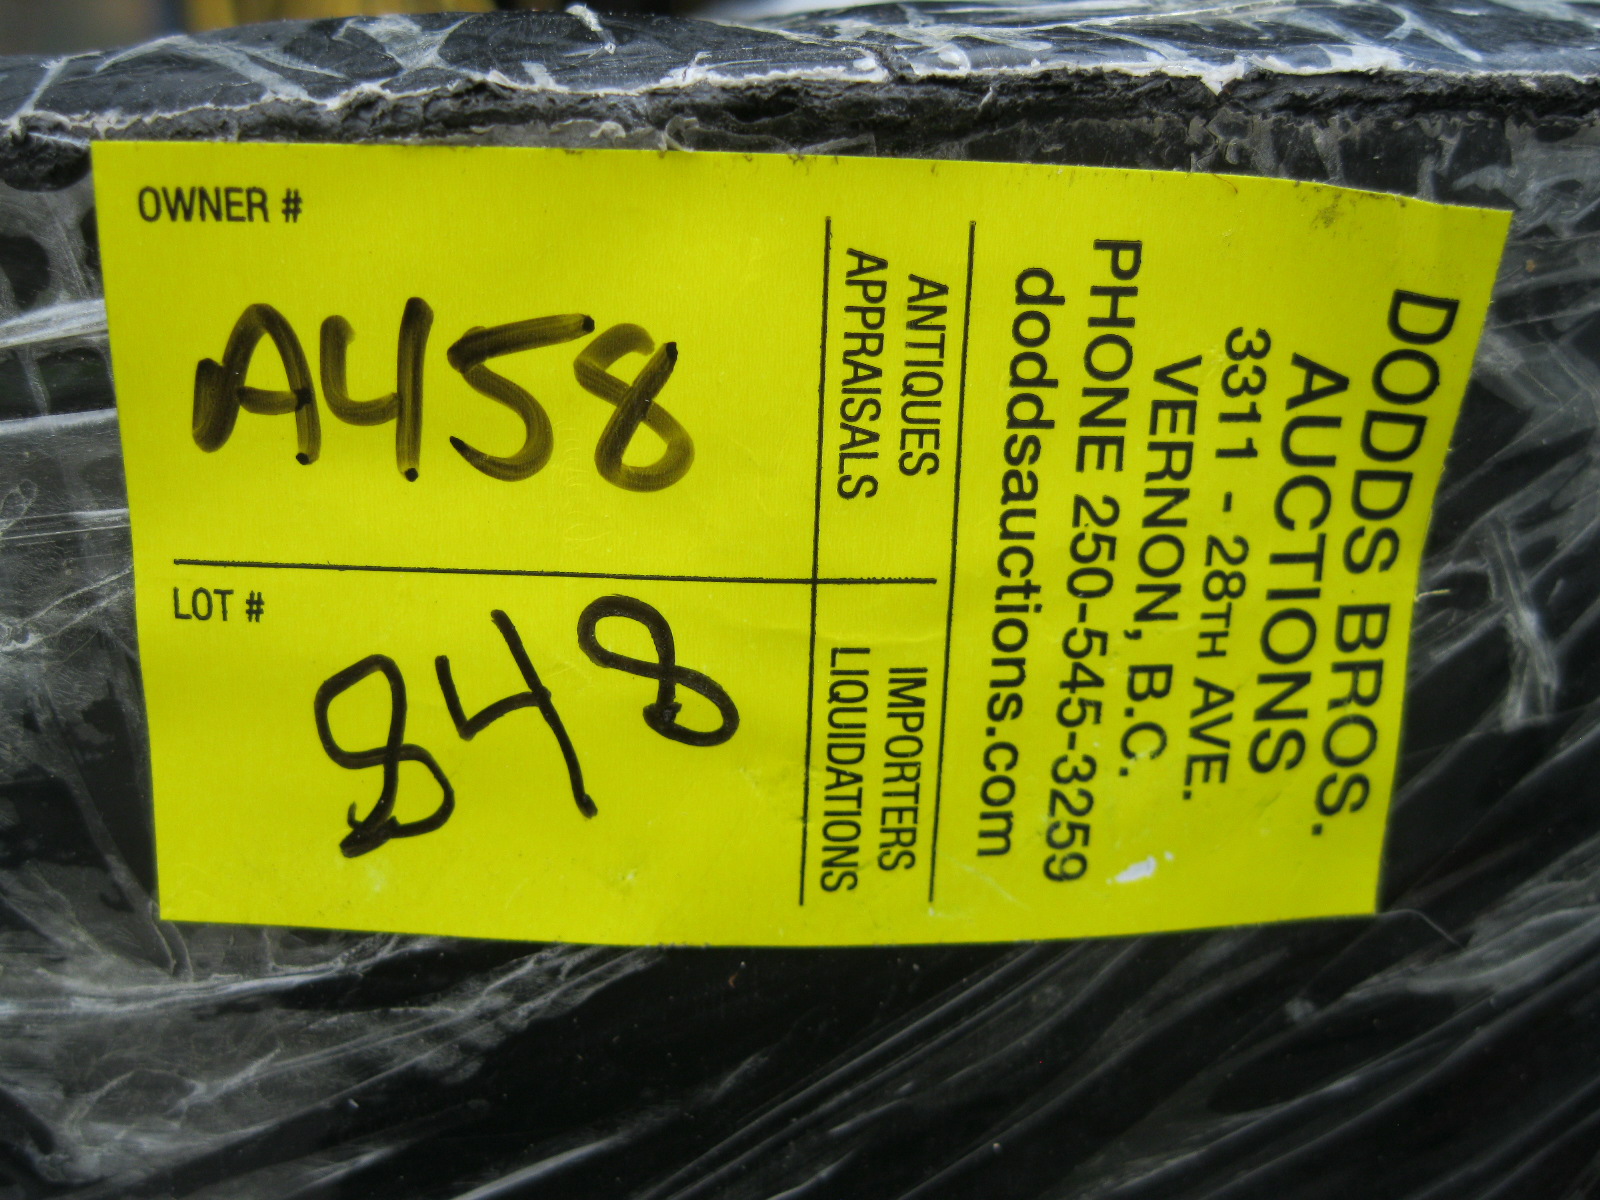 OWNER #
A458
LOT #
848
ANTIQUES
APPRAISALS
IMPORTERS
LIQUIDATIONS
DODDS BROS.
AUCTIONS
3311 - 28TH AVE.
VERNON, B.C.
PHONE 250-545-3259
doddsauctions.com